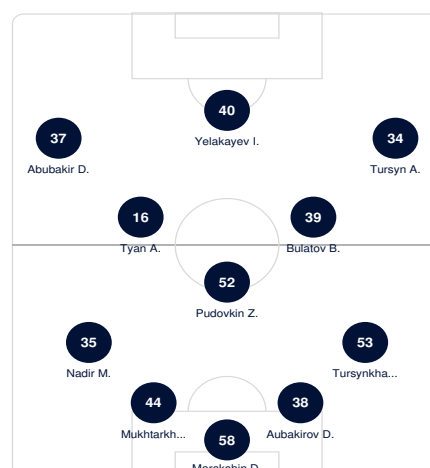 40
Yelakayev I.
37
Abubakir D.
34
Tursyn A.
16
Tyan A.
39
Bulatov B.
52
Pudovkin Z.
35
Nadir M.
53
Tursynkha...
44
Mukhtarkh...
38
Aubakirov D.
58